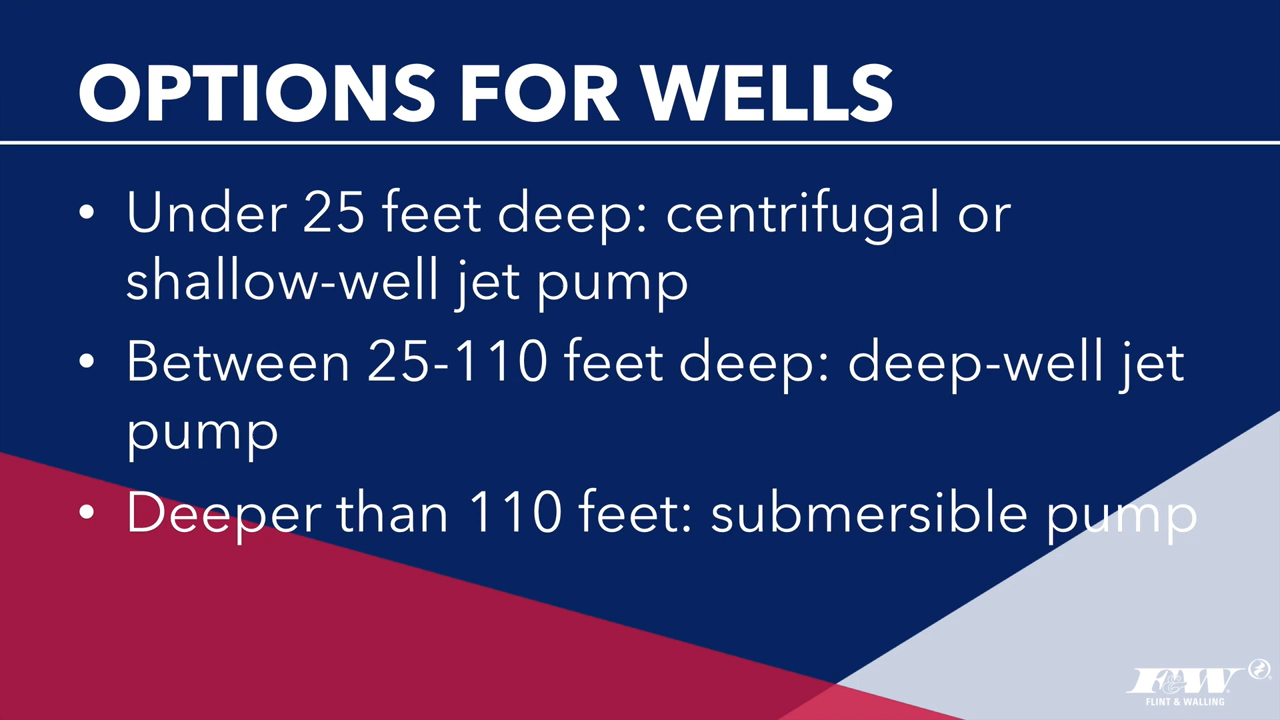 OPTIONS FOR WELLS
• Under 25 feet deep: centrifugal or
shallow-well jet pump
• Between 25-110 feet deep: deep-well jet
pump
• Deeper than 110 feet: submersible pump
F&W
FLINT & WALLING